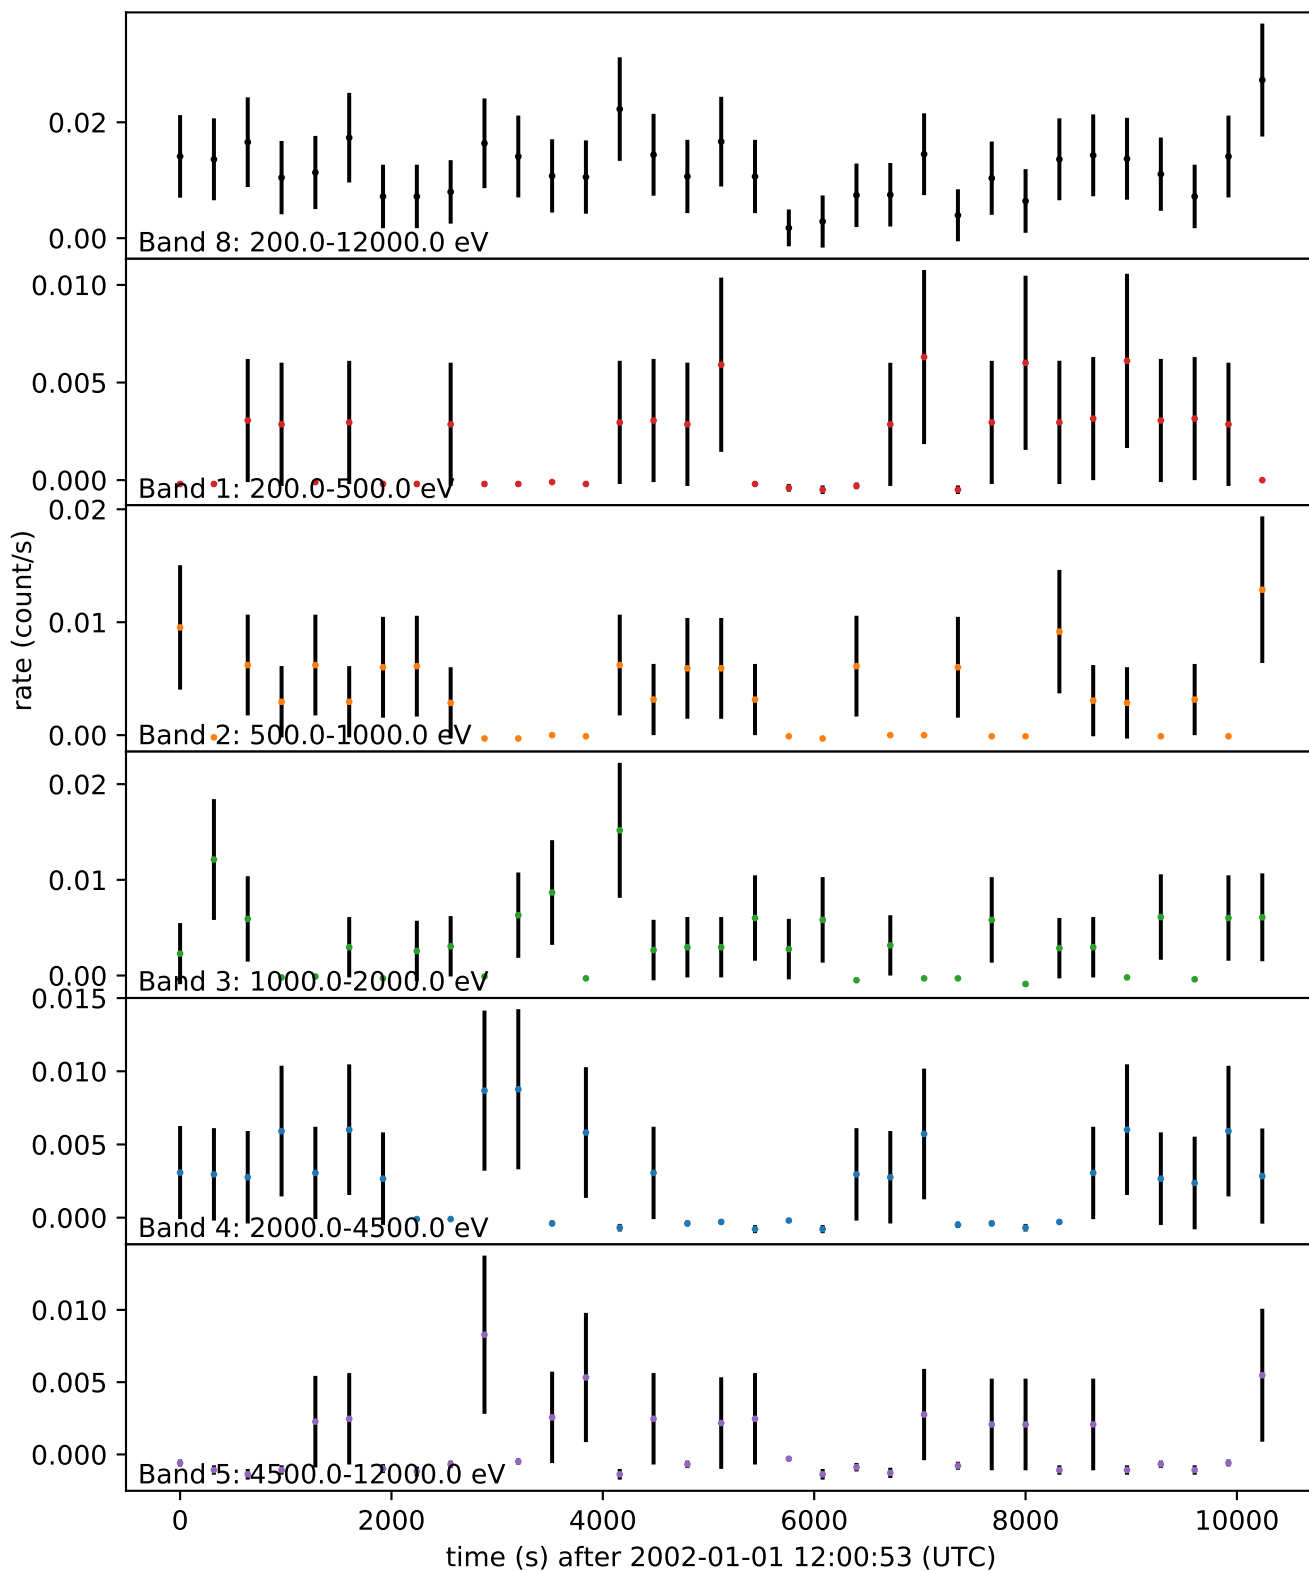 0.02
0.00
Band 8: 200.0-12000.0 eV
0.010
0.005
0.000
Band 1: 200.0-500.0 eV
rate (count/s)
0.02
0.01
0.00
Band 2: 500.0-1000.0 eV
0.02
0.01
0.00
Band 3: 1000.0-2000.0 eV
0.015
0.010
0.005
0.000
Band 4: 2000.0-4500.0 eV
0.010
0.005
0.000
Band 5: 4500.0-12000.0 eV
0 2000 4000 6000 8000 10000
time (s) after 2002-01-01 12:00:53 (UTC)